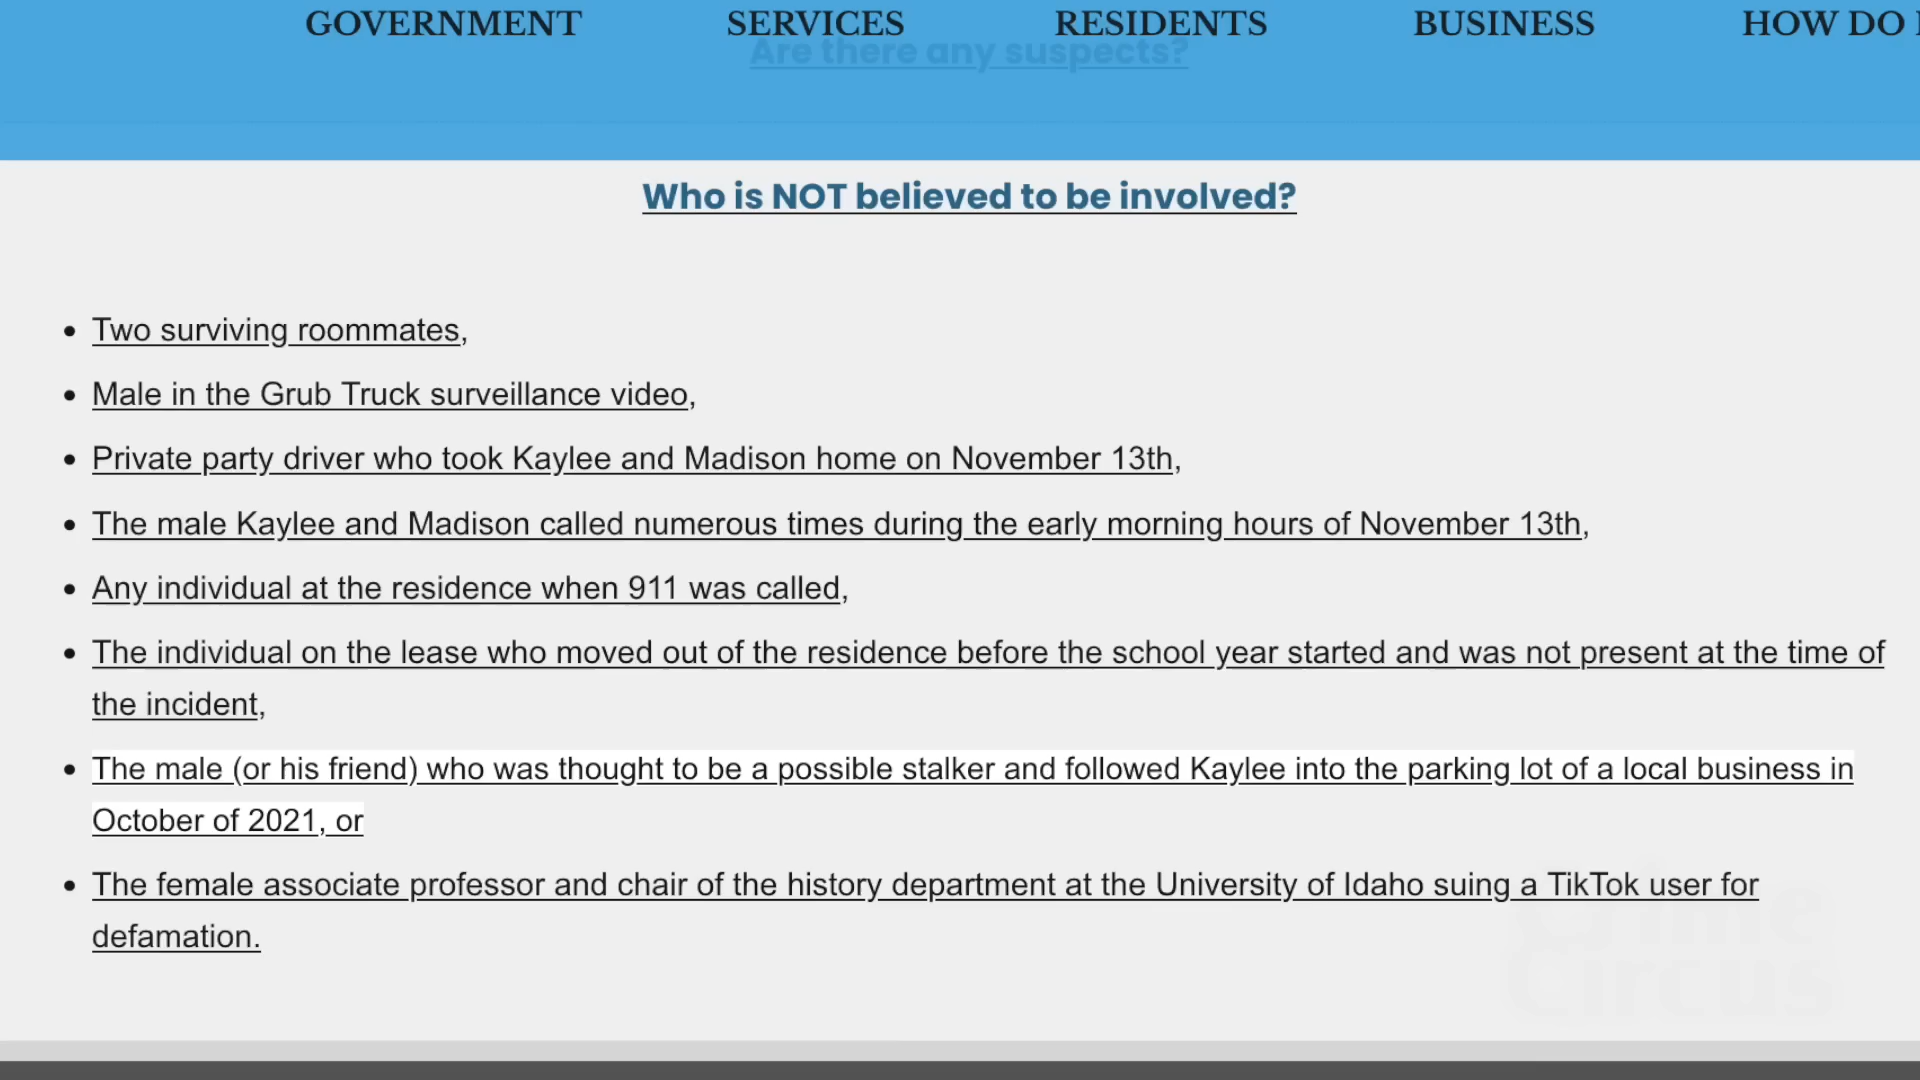 GOVERNMENT SERVICES RESIDENTS BUSINESS HOW DO
Are there any suspects?
Who is NOT believed to be involved?
• Two surviving roommates,
• Male in the Grub Truck surveillance video,
• Private party driver who took Kaylee and Madison home on November 13th,
• The male Kaylee and Madison called numerous times during the early morning hours of November 13th,
• Any individual at the residence when 911 was called,
• The individual on the lease who moved out of the residence before the school year started and was not present at the time of
the incident,
• The male (or his friend) who was thought to be a possible stalker and followed Kaylee into the parking lot of a local business in
October of 2021, or
• The female associate professor and chair of the history department at the University of Idaho suing a TikTok user for
defamation.
Crime
Circus